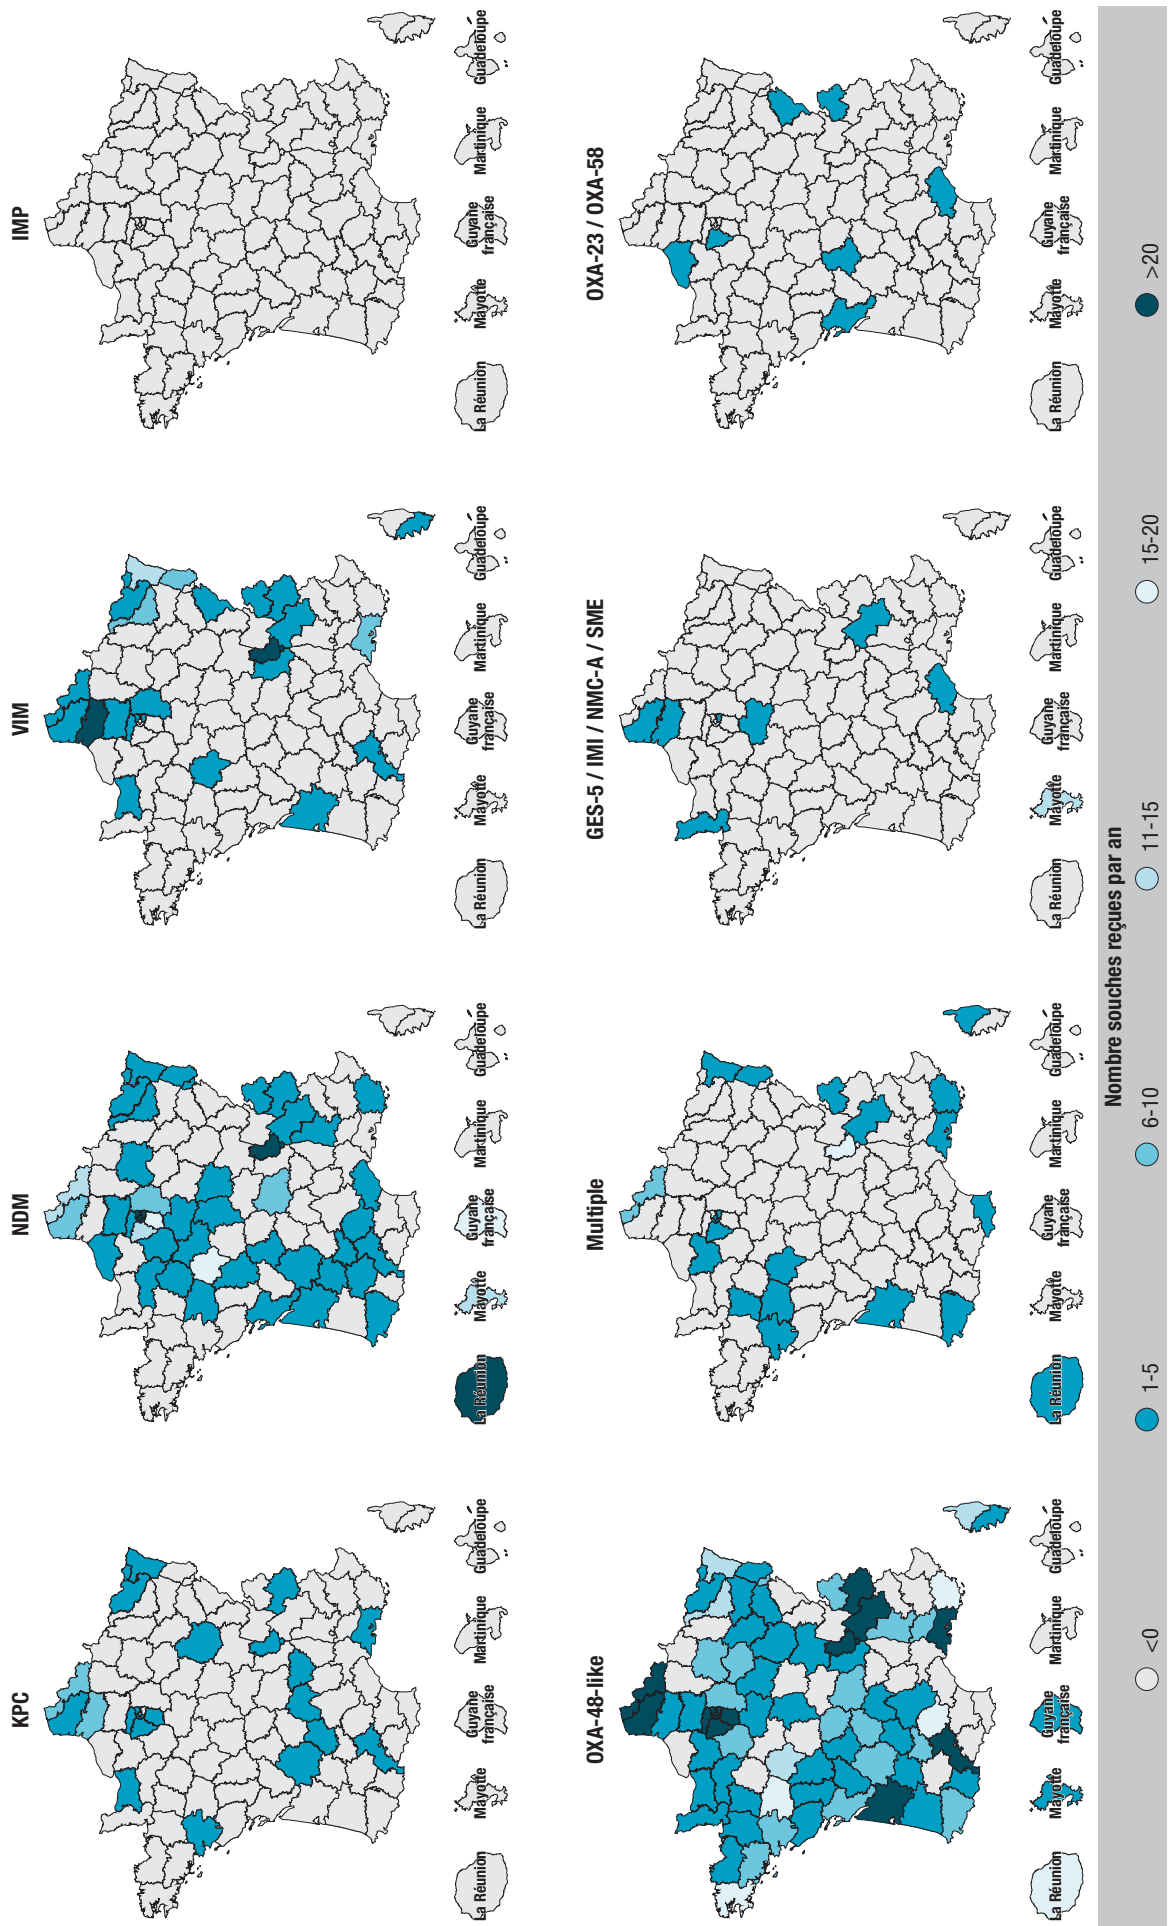 KPC
NDM
VIM
IMP
La Réunion
Mayotte
Guyane
française
Martinique
Guadeloupe
La Réunion
Mayotte
Guyane
française
Martinique
Guadeloupe
La Réunion
Mayotte
Guyane
française
Martinique
Guadeloupe
La Réunion
Mayotte
Guyane
française
Martinique
Guadeloupe
OXA-48-like
Multiple
GES-5 / IMI / NMC-A / SME
OXA-23 / OXA-58
La Réunion
Mayotte
Guyane
française
Martinique
Guadeloupe
La Réunion
Mayotte
Guyane
française
Martinique
Guadeloupe
La Réunion
Mayotte
Guyane
française
Martinique
Guadeloupe
La Réunion
Mayotte
Guyane
française
Martinique
Guadeloupe
Nombre souches reçues par an
<0
1-5
6-10
11-15
15-20
>20